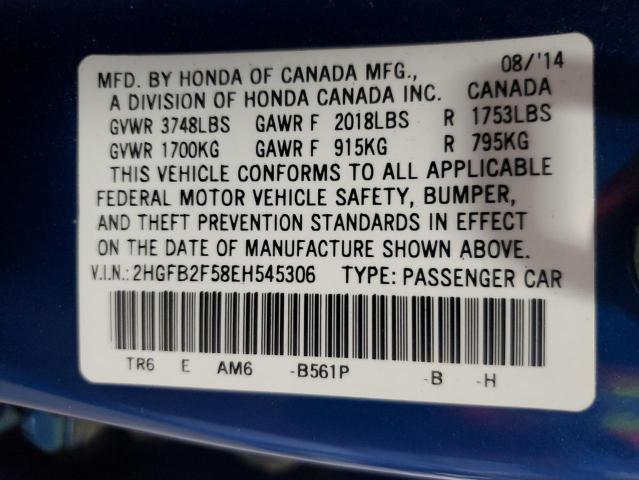 08/'14
MFD. BY HONDA OF CANADA MFG.,
A DIVISION OF HONDA CANADA INC. CANADA
GVWR 3748LBS GAWR F 2018LBS R 1753LBS
GVWR 1700KG GAWR F 915KG R 795KG
THIS VEHICLE CONFORMS TO ALL APPLICABLE
FEDERAL MOTOR VEHICLE SAFETY, BUMPER,
AND THEFT PREVENTION STANDARDS IN EFFECT
ON THE DATE OF MANUFACTURE SHOWN ABOVE.
V.I.N.: 2HGFB2F58EH545306 TYPE: PASSENGER CAR
TR6 E AM6 -B561P -B -H